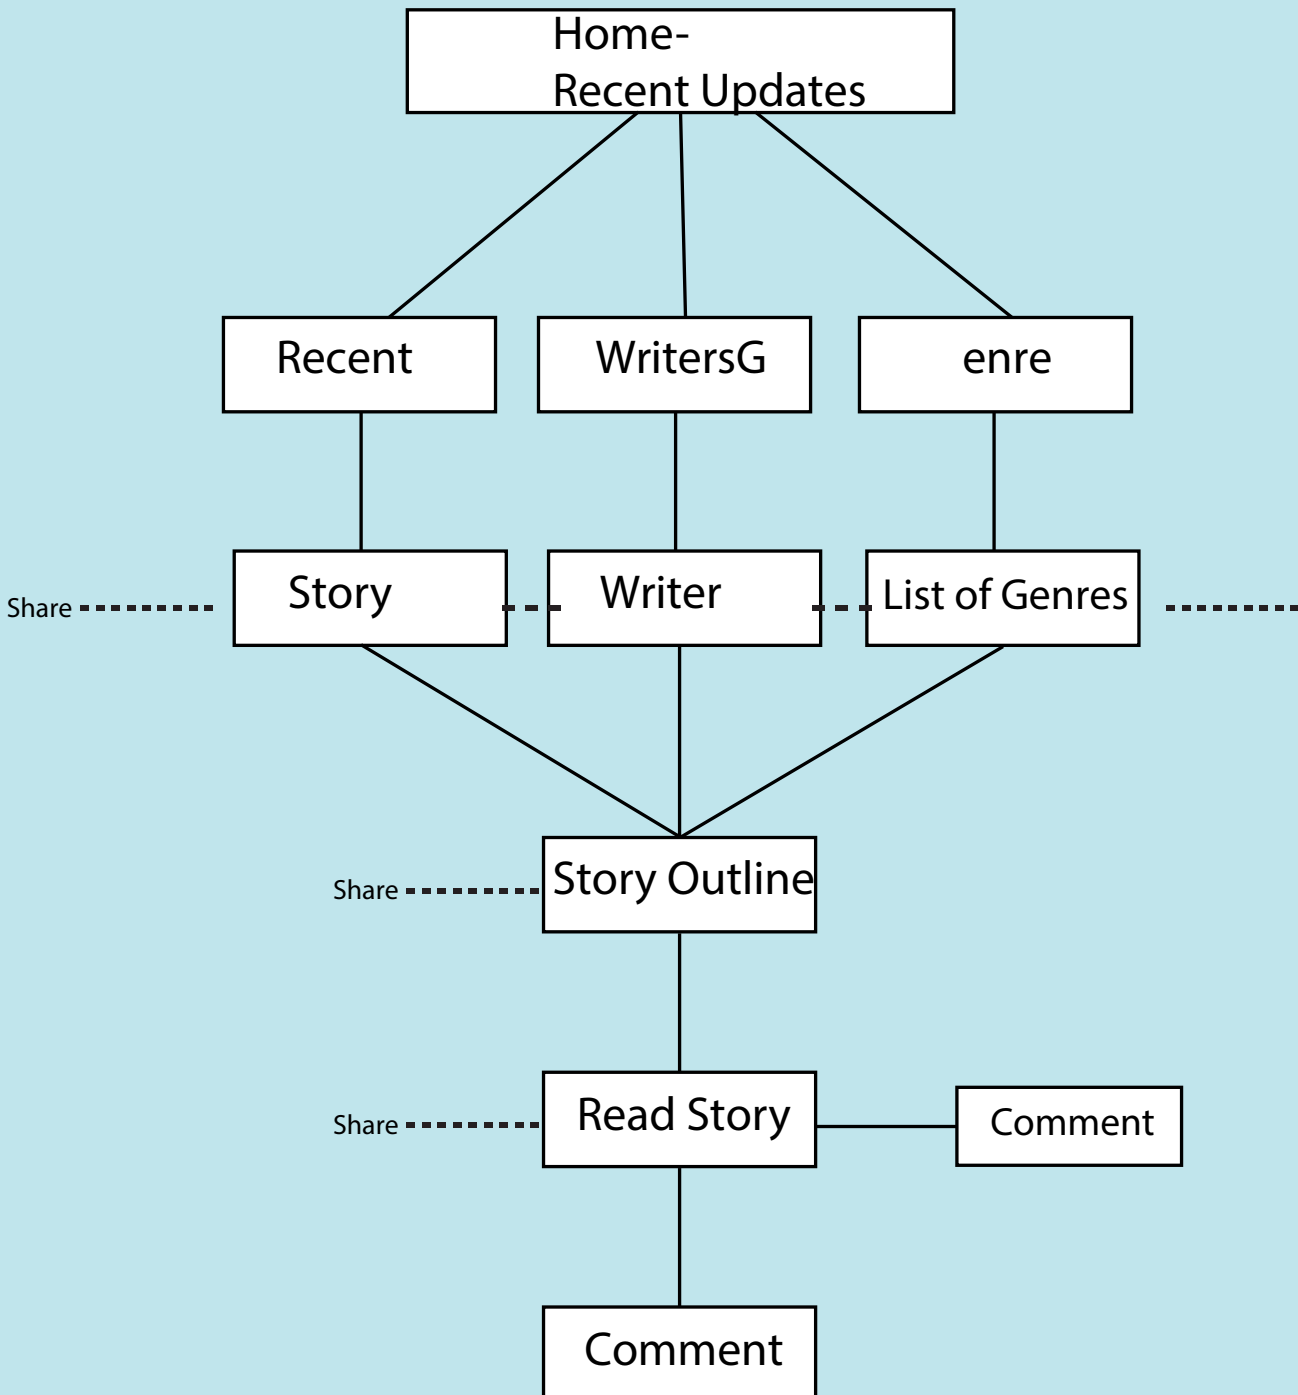 Home-
Recent Updates
Recent
WritersG
enre
Story
Writer
List of Genres
Share
Story Outline
Share
Read Story
Comment
Share
Comment